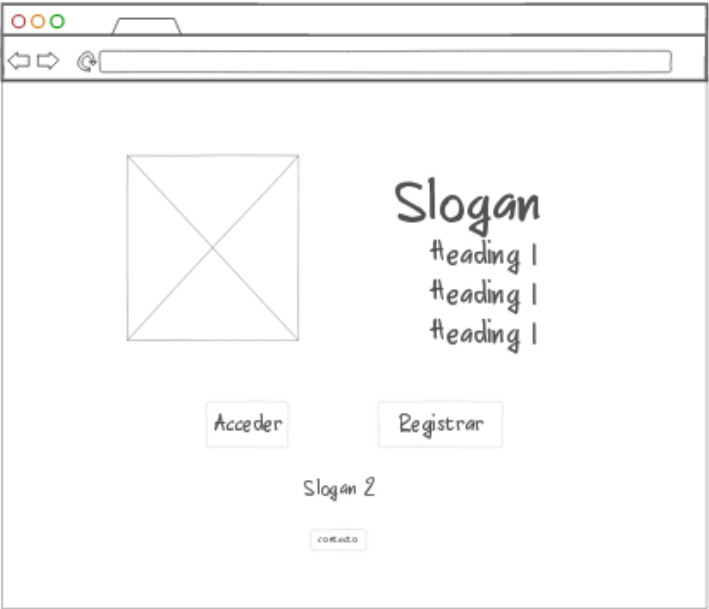 Slogan
Heading 1
Heading 1
Heading 1
Acceder
Registrar
Slogan 2
contacto